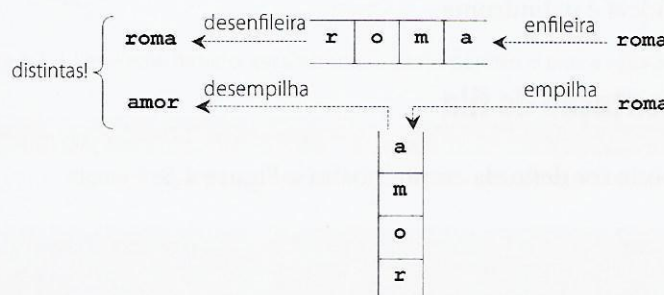 desenfileira enfileira
roma r o m a roma
distintas!
desempilha empilha
amor roma
a
m
o
r